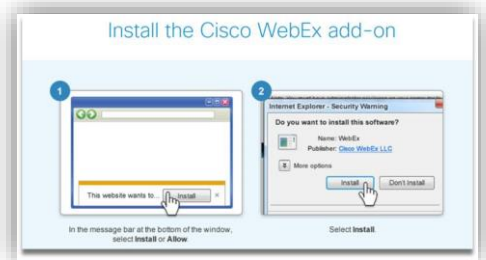 Install the Cisco WebEx add-on
1
This website wants to...
Install
×
In the message bar at the bottom of the window,
select Install or Allow.
2
Internet Explorer - Security Warning
Do you want to install this software?
Name: WebEx
Publisher: Cisco WebEx LLC
More options
Install
Don't Install
Select Install.